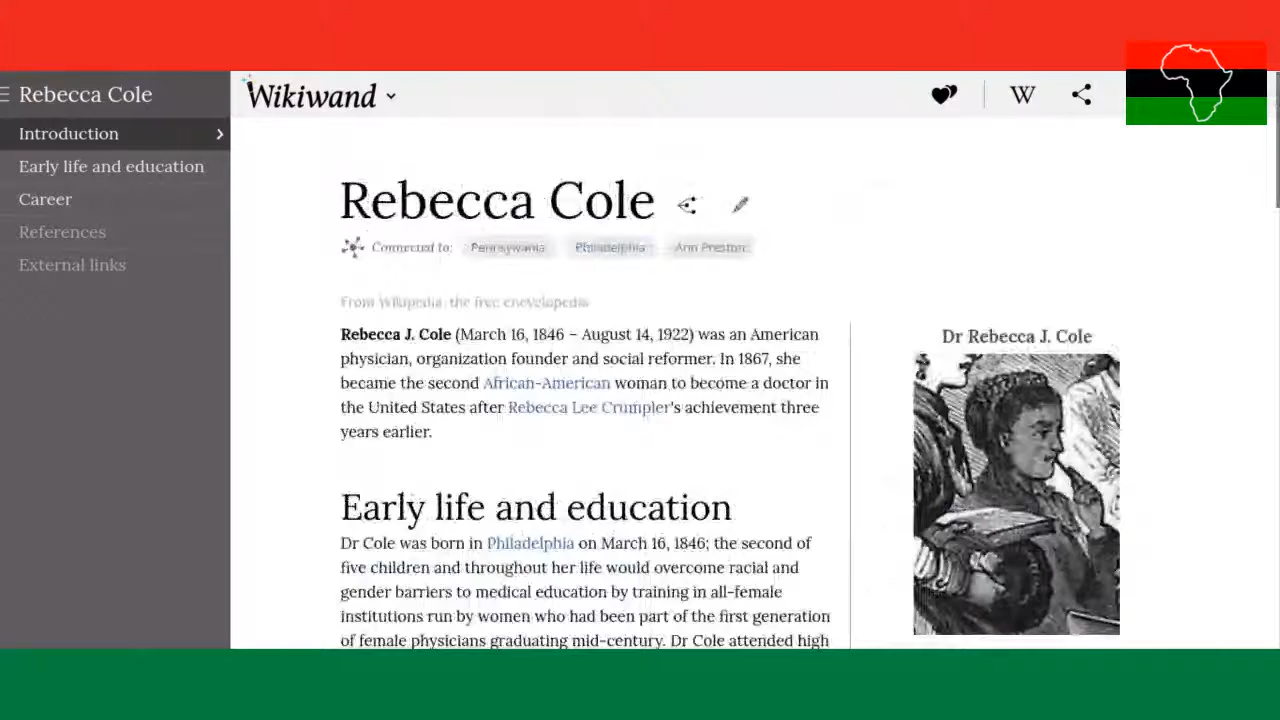 Rebecca Cole
Introduction
Early life and education
Career
References
External links
Wikiwand
W
Rebecca Cole
Connected to: Pennsylvania Philadelphia Ann Preston
From Wikipedia, the free encyclopedia
Rebecca J. Cole (March 16, 1846 – August 14, 1922) was an American
physician, organization founder and social reformer. In 1867, she
became the second African-American woman to become a doctor in
the United States after Rebecca Lee Crumpler's achievement three
years earlier.
Dr Rebecca J. Cole
Early life and education
Dr Cole was born in Philadelphia on March 16, 1846; the second of
five children and throughout her life would overcome racial and
gender barriers to medical education by training in all-female
institutions run by women who had been part of the first generation
of female physicians graduating mid-century. Dr Cole attended high